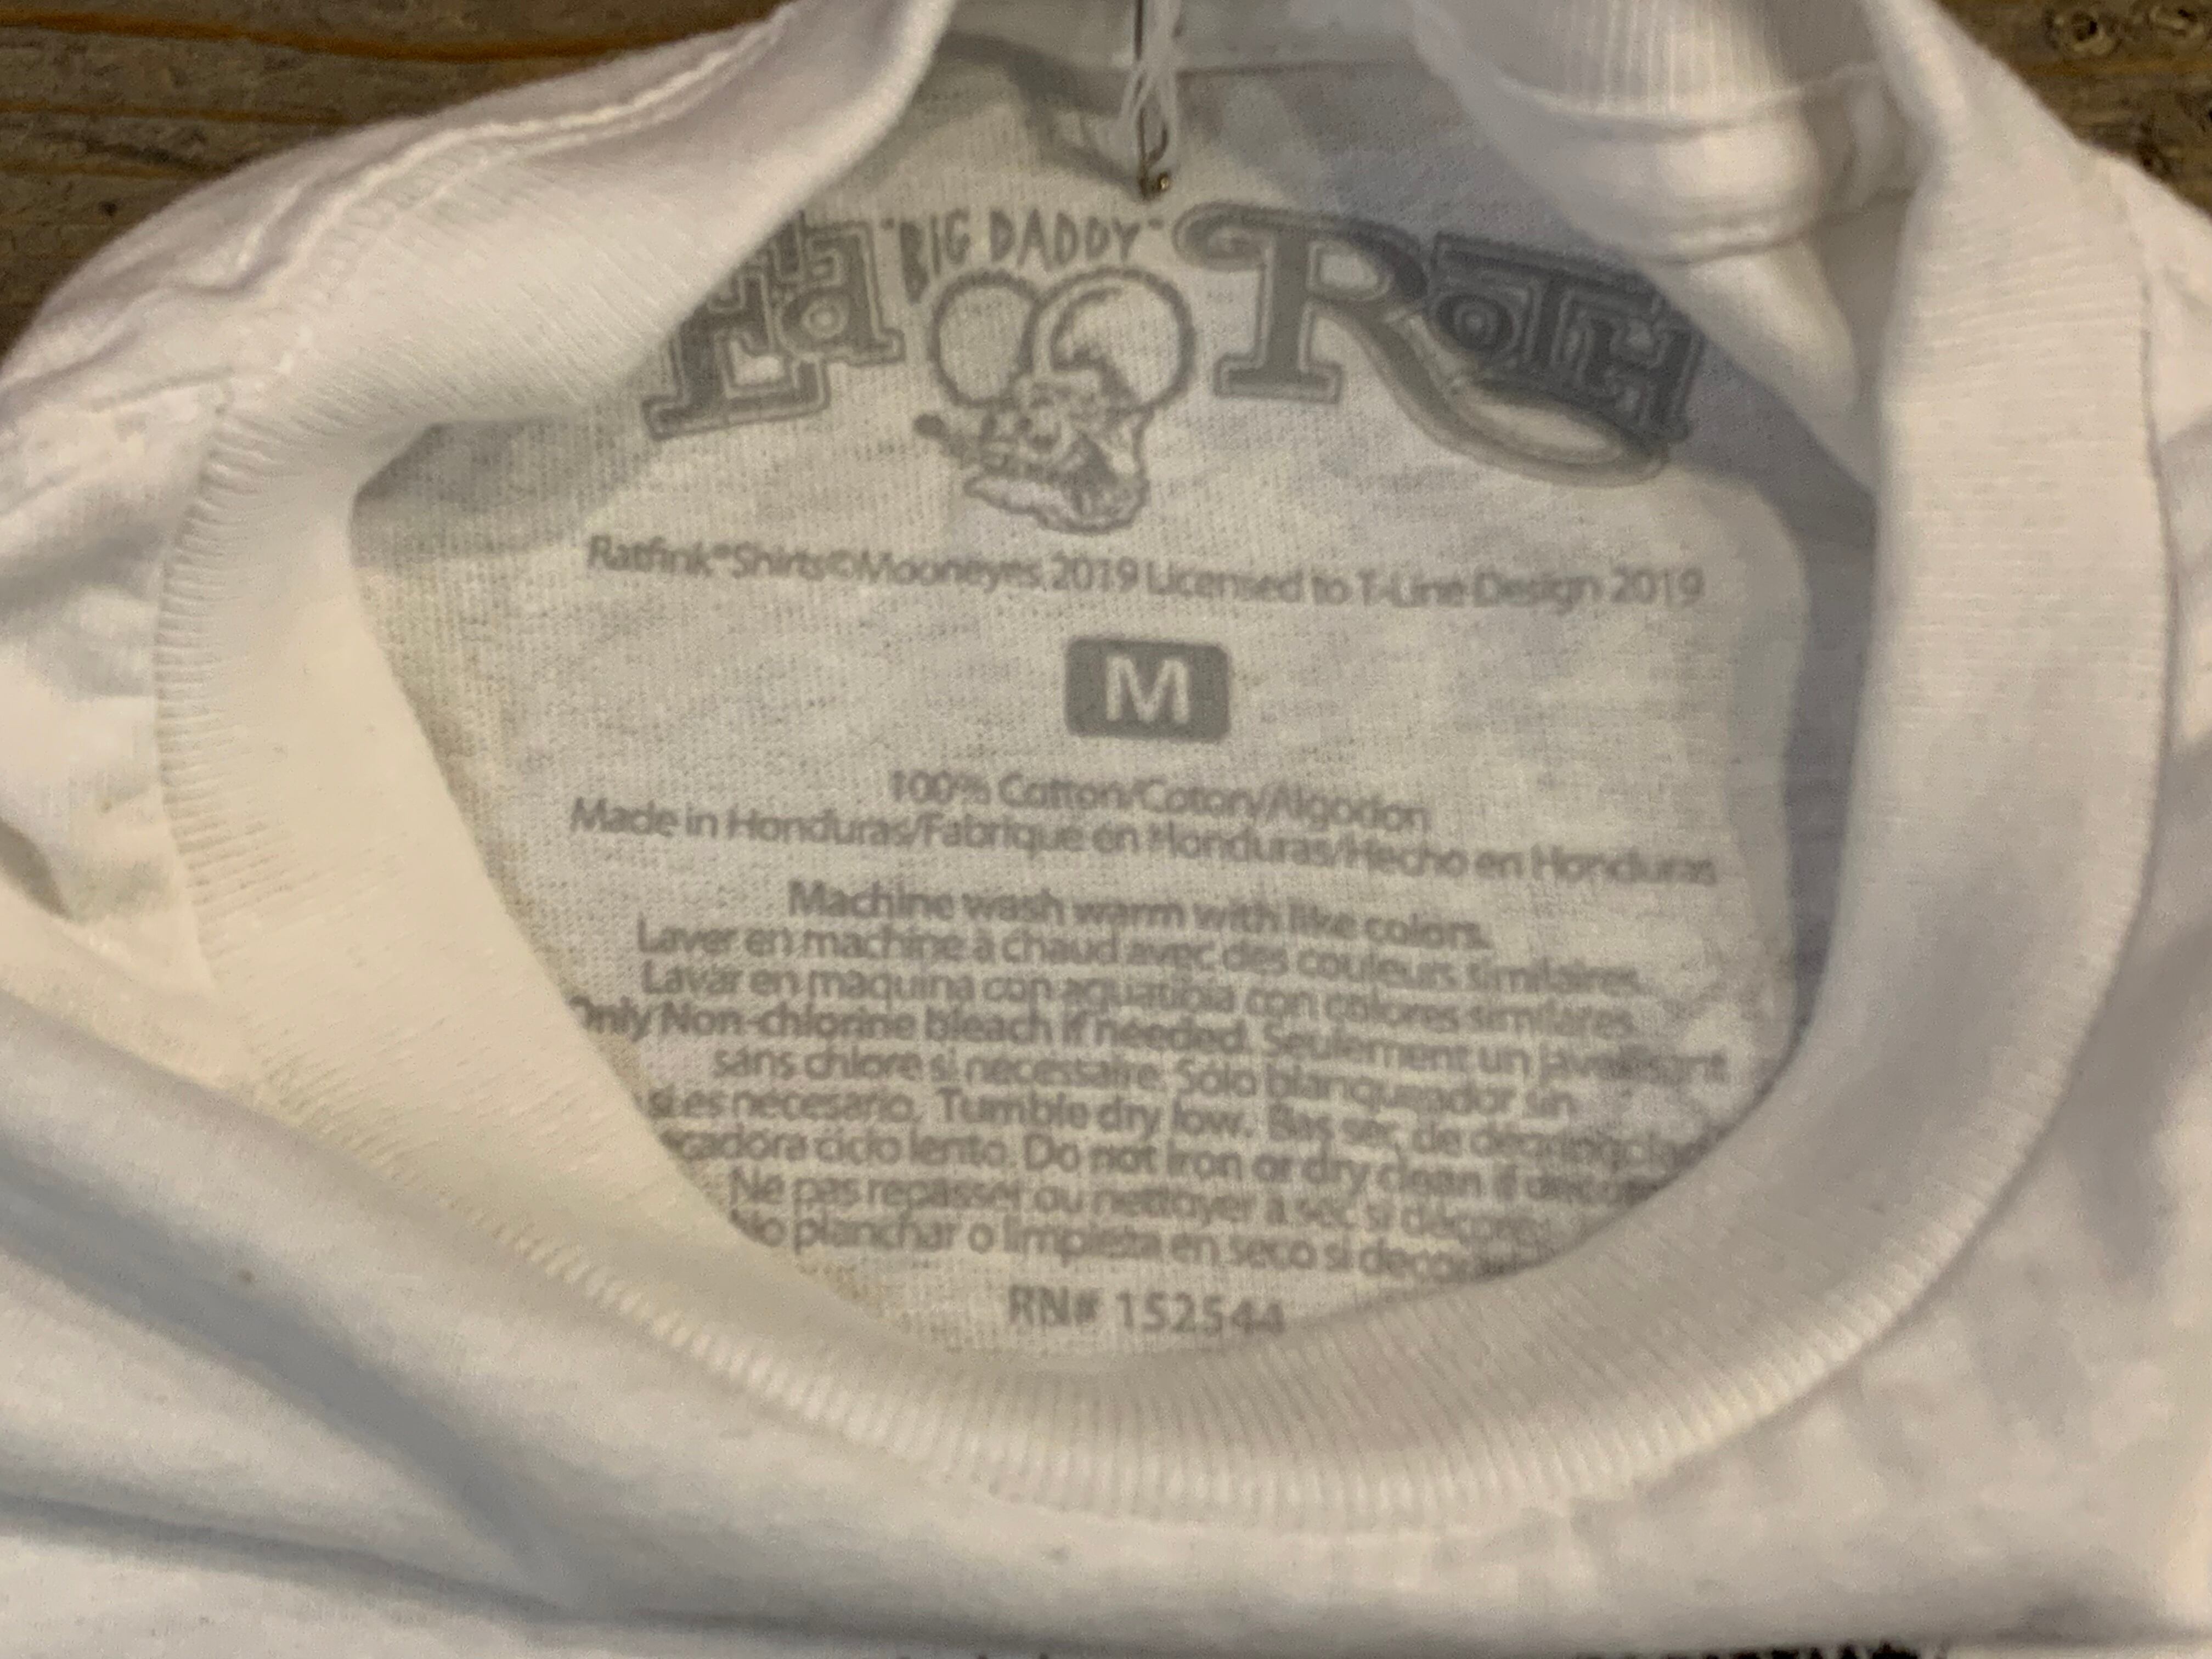 Ed "BIG DADDY" ROTH
Ratfink®Shirts©Mooneyes 2019 Licensed to T-Line Design 2019
M
100% Cotton/Coton/Algodon
Made in Honduras/Fabrique en Honduras/Hecho en Honduras
Machine wash warm with like colors.
Laver en machine à chaud avec des couleurs similaires.
Lavar en maquina con agua tibia con colores similares.
Only Non-chlorine bleach if needed. Seulement un javellisant
sans chlore si necessaire. Sólo blanqueador sin
si es necesario. Tumble dry low. Bas sec de
ciclo lento. Do not iron or dry clean if
Ne pas repasser ou nettoyer à sec si
No planchar o limpieza en seco si
RN# 152544